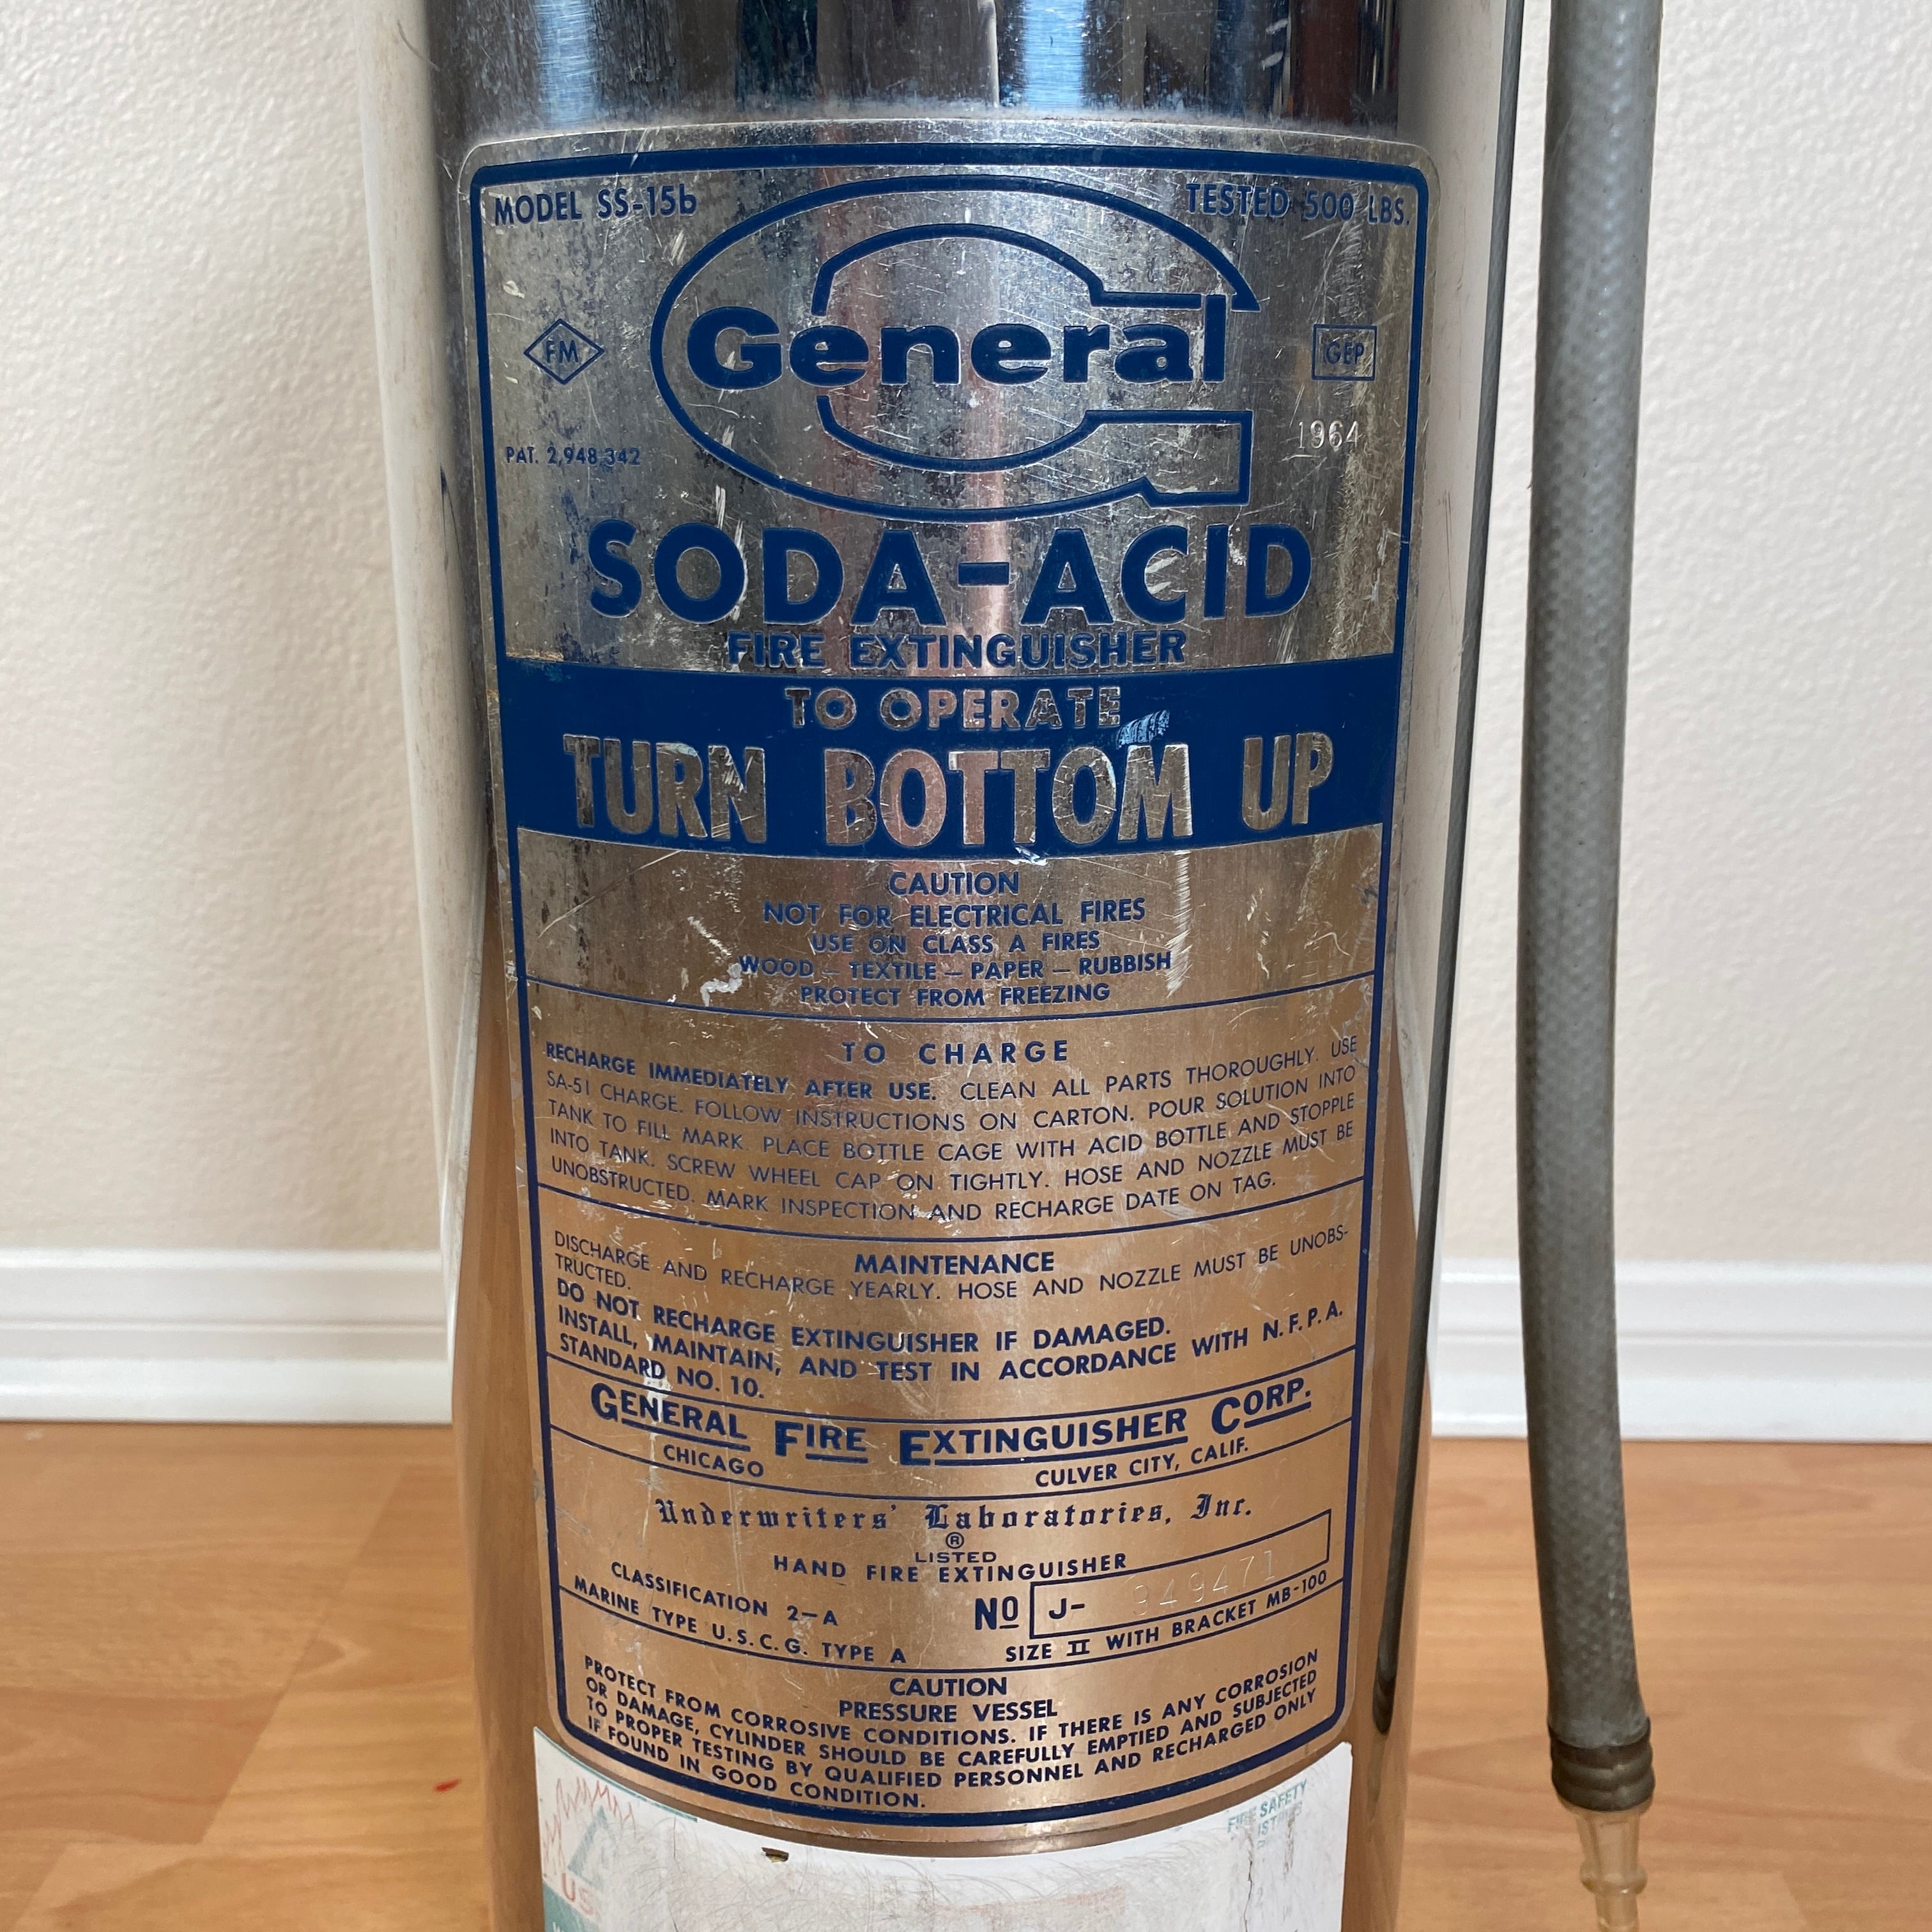 MODEL SS-15b
TESTED 500 LBS.
General
FM
GEP
PAT. 2,948,342
1964
SODA-ACID
FIRE EXTINGUISHER
TO OPERATE
TURN BOTTOM UP
CAUTION
NOT FOR ELECTRICAL FIRES
USE ON CLASS A FIRES
WOOD – TEXTILE – PAPER – RUBBISH
PROTECT FROM FREEZING
TO CHARGE
RECHARGE IMMEDIATELY AFTER USE. CLEAN ALL PARTS THOROUGHLY. USE
SA-51 CHARGE. FOLLOW INSTRUCTIONS ON CARTON. POUR SOLUTION INTO
TANK TO FILL MARK. PLACE BOTTLE CAGE WITH ACID BOTTLE AND STOPPLE
INTO TANK. SCREW WHEEL CAP ON TIGHTLY. HOSE AND NOZZLE MUST BE
UNOBSTRUCTED. MARK INSPECTION AND RECHARGE DATE ON TAG.
MAINTENANCE
DISCHARGE AND RECHARGE YEARLY. HOSE AND NOZZLE MUST BE UNOBS-
TRUCTED.
DO NOT RECHARGE EXTINGUISHER IF DAMAGED.
INSTALL, MAINTAIN, AND TEST IN ACCORDANCE WITH N.F.P.A.
STANDARD NO. 10.
GENERAL FIRE EXTINGUISHER CORP.
CHICAGO CULVER CITY, CALIF.
Underwriters' Laboratories, Inc.
®
LISTED
HAND FIRE EXTINGUISHER
CLASSIFICATION 2-A
No J- 949471
MARINE TYPE U.S.C.G. TYPE A SIZE II WITH BRACKET MB-100
CAUTION
PRESSURE VESSEL
PROTECT FROM CORROSIVE CONDITIONS. IF THERE IS ANY CORROSION
OR DAMAGE, CYLINDER SHOULD BE CAREFULLY EMPTIED AND SUBJECTED
TO PROPER TESTING BY QUALIFIED PERSONNEL AND RECHARGED ONLY
IF FOUND IN GOOD CONDITION.
FIRE SAFETY
US